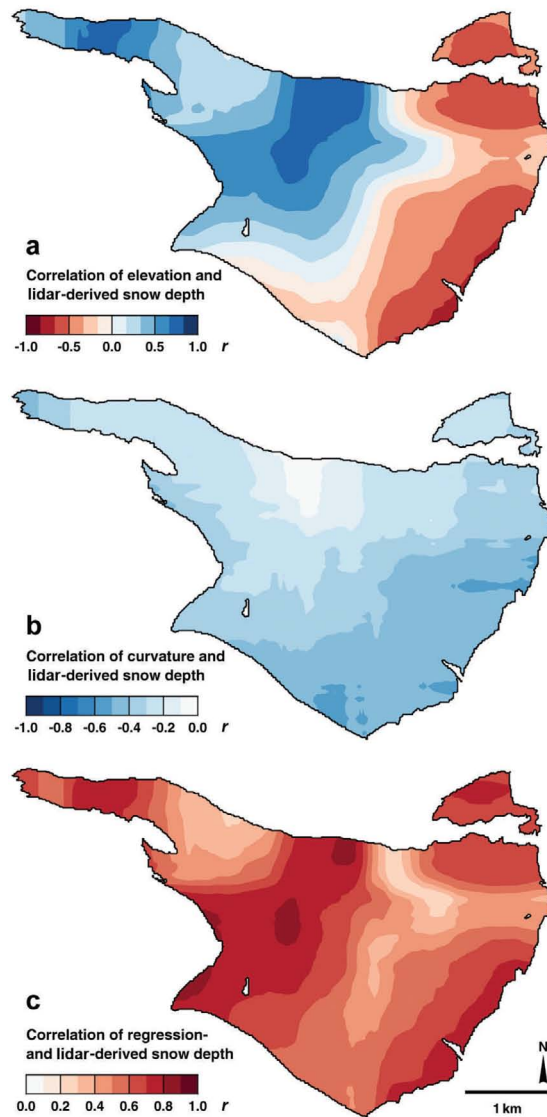 a
Correlation of elevation and
lidar-derived snow depth
-1.0 -0.5 0.0 0.5 1.0 r
b
Correlation of curvature and
lidar-derived snow depth
-1.0 -0.8 -0.6 -0.4 -0.2 0.0 r
c
Correlation of regression-
and lidar-derived snow depth
0.0 0.2 0.4 0.6 0.8 1.0 r
N
1 km